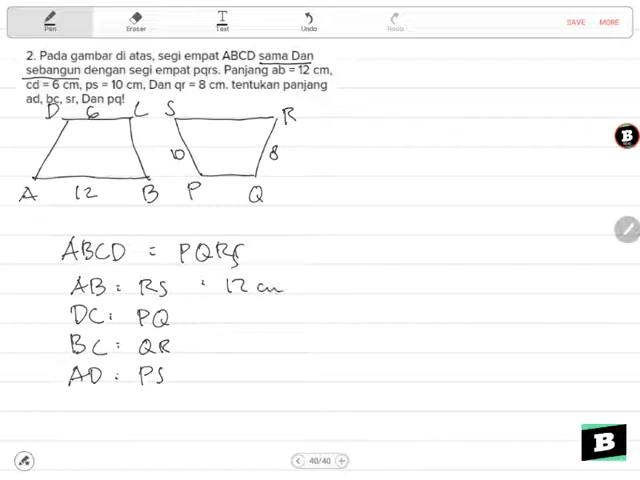 Pen Eraser Text Undo Redo SAVE MORE
2. Pada gambar di atas, segi empat ABCD sama Dan
sebangun dengan segi empat pqrs. Panjang ab = 12 cm,
cd = 6 cm, ps = 10 cm, Dan qr = 8 cm. tentukan panjang
ad, bc, sr, Dan pq!
D 6 C S R
10 8
A 12 B P Q
ABCD = PQRS
AB = RS : 12 cm
DC : PQ
BC : QR
AD : PS
40/40
B
B